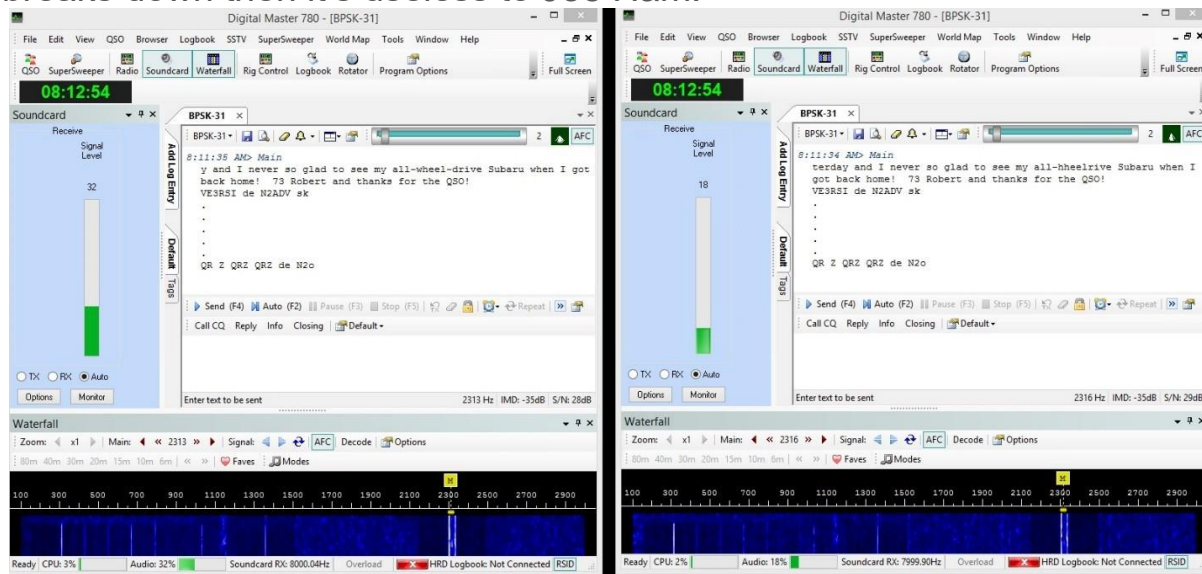 Digital Master 780 - [BPSK-31]
File Edit View QSO Browser Logbook SSTV SuperSweeper World Map Tools Window Help
QSO SuperSweeper Radio Soundcard Waterfall Rig Control Logbook Rotator Program Options Full Screen
08:12:54
Soundcard
BPSK-31
Receive
Signal
Level
32
BPSK-31
2 AFC
Add Log Entry
Default
Tags
8:11:35 AM> Main
y and I never so glad to see my all-wheel-drive Subaru when I got
back home! 73 Robert and thanks for the QSO!
VE3RSI de N2ADV sk
.
.
.
.
.
QR Z QRZ QRZ de N2o
Send (F4) Auto (F2) Pause (F3) Stop (F5) Repeat
Call CQ Reply Info Closing Default
TX RX Auto
Options Monitor
Enter text to be sent 2313 Hz IMD: -35dB S/N: 28dB
Waterfall
Zoom: x1 Main: 2313 Signal: AFC Decode Options
80m 40m 30m 20m 15m 10m 6m Faves Modes
M
100 300 500 700 900 1100 1300 1500 1700 1900 2100 2300 2500 2700 2900
Ready CPU: 3% Audio: 32% Soundcard RX: 8000.04Hz Overload HRD Logbook: Not Connected RSID
Digital Master 780 - [BPSK-31]
File Edit View QSO Browser Logbook SSTV SuperSweeper World Map Tools Window Help
QSO SuperSweeper Radio Soundcard Waterfall Rig Control Logbook Rotator Program Options Full Screen
08:12:54
Soundcard
BPSK-31
Receive
Signal
Level
18
BPSK-31
2 AFC
Add Log Entry
Default
Tags
8:11:34 AM> Main
terday and I never so glad to see my all-hheelrive Subaru when I
got back home! 73 Robert and thanks for the QSO!
VE3RSI de N2ADV sk
.
.
.
.
.
QR Z QRZ QRZ de N2o
Send (F4) Auto (F2) Pause (F3) Stop (F5) Repeat
Call CQ Reply Info Closing Default
TX RX Auto
Options Monitor
Enter text to be sent 2316 Hz IMD: -35dB S/N: 29dB
Waterfall
Zoom: x1 Main: 2316 Signal: AFC Decode Options
80m 40m 30m 20m 15m 10m 6m Faves Modes
M
100 300 500 700 900 1100 1300 1500 1700 1900 2100 2300 2500 2700 2900
Ready CPU: 2% Audio: 18% Soundcard RX: 7999.90Hz Overload HRD Logbook: Not Connected RSID